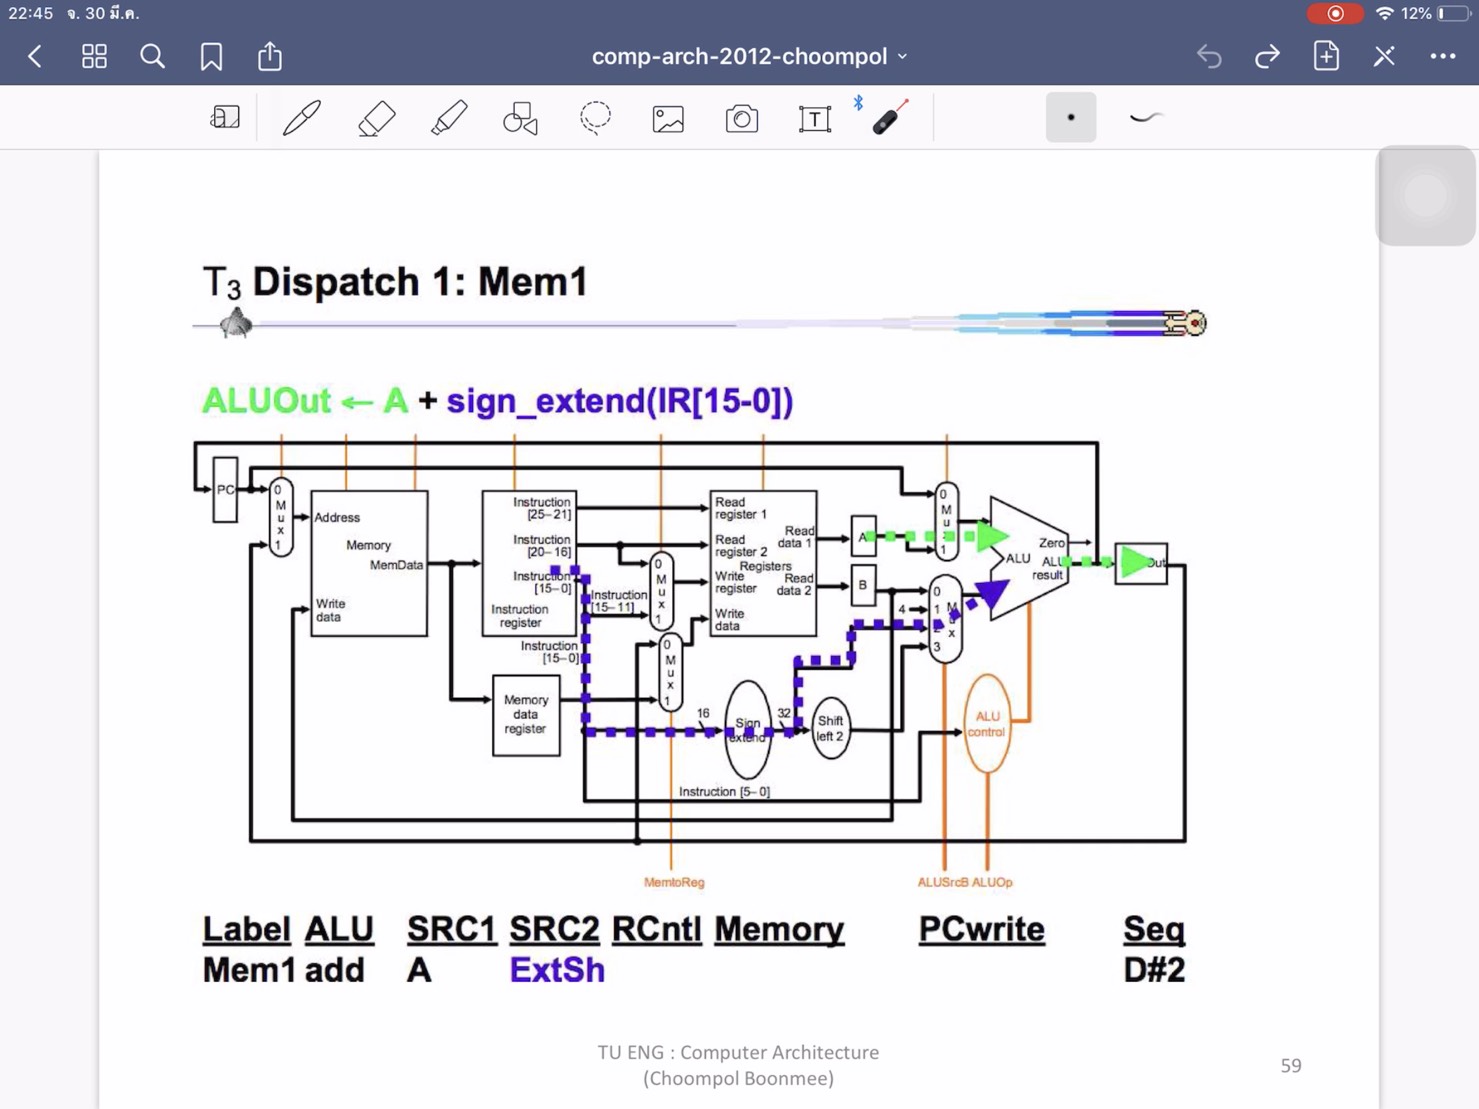 22:45 จ. 30 มี.ค.
12%
comp-arch-2012-choompol
T3 Dispatch 1: Mem1
ALUOut ← A + sign_extend(IR[15-0])
PC
0
M
u
x
1
Address
Memory
MemData
Write
data
Instruction
[25–21]
Instruction
[20–16]
Instruction
[15–0]
Instruction
register
Instruction
[15–11]
Instruction
[15–0]
Memory
data
register
0
M
u
x
1
0
M
u
x
1
Read
register 1
Read
register 2
Registers
Write
register
Write
data
Read
data 1
Read
data 2
A
B
4
0
M
u
1
0
1 M
2 u
x
3
Zero
ALU
ALU
result
Out
16
Sign
extend
32
Shift
left 2
ALU
control
Instruction [5–0]
MemtoReg
ALUSrcB ALUOp
Label ALU SRC1 SRC2 RCntl Memory PCwrite Seq
Mem1 add A ExtSh D#2
TU ENG : Computer Architecture
(Choompol Boonmee)
59